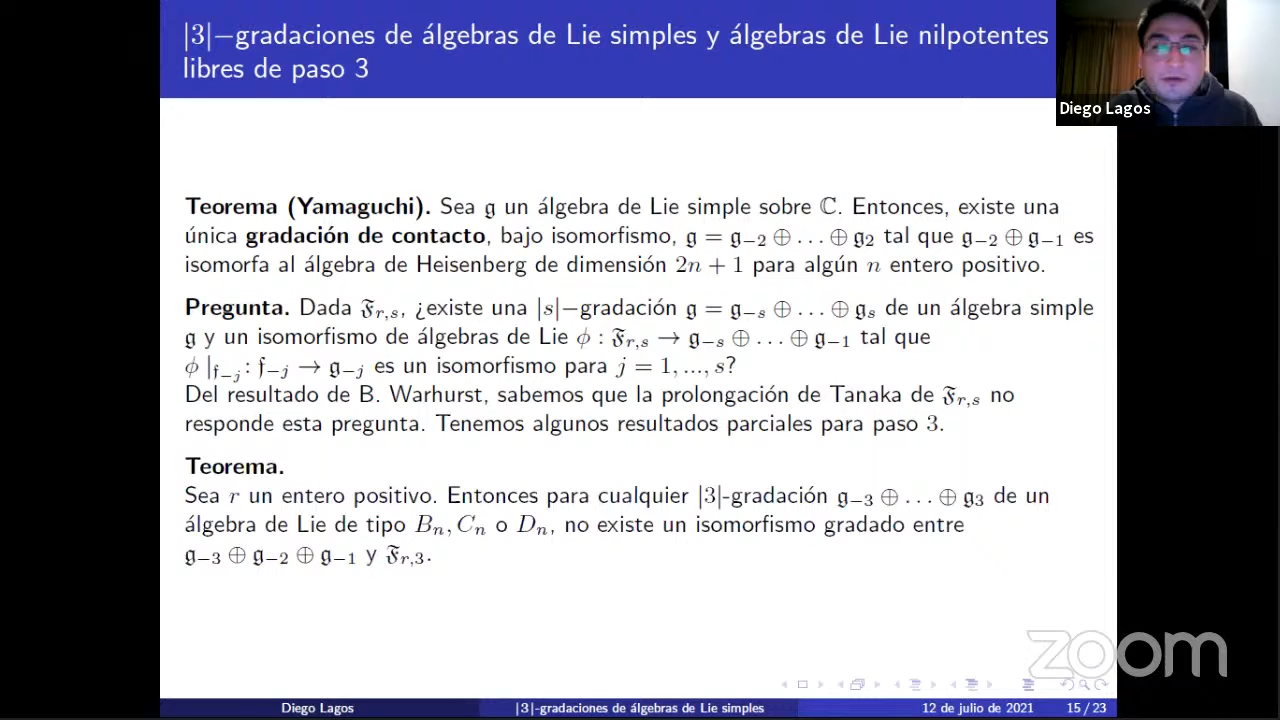 |3|−gradaciones de álgebras de Lie simples y álgebras de Lie nilpotentes
libres de paso 3
Diego Lagos
Teorema (Yamaguchi). Sea 𝔤 un álgebra de Lie simple sobre ℂ. Entonces, existe una
única gradación de contacto, bajo isomorfismo, 𝔤 = 𝔤₋₂ ⊕ . . . ⊕ 𝔤₂ tal que 𝔤₋₂ ⊕ 𝔤₋₁ es
isomorfa al álgebra de Heisenberg de dimensión 2n + 1 para algún n entero positivo.
Pregunta. Dada 𝔉r,s, ¿existe una |s|−gradación 𝔤 = 𝔤₋s ⊕ . . . ⊕ 𝔤s de un álgebra simple
𝔤 y un isomorfismo de álgebras de Lie ϕ : 𝔉r,s → 𝔤₋s ⊕ . . . ⊕ 𝔤₋₁ tal que
ϕ |𝔣₋j : 𝔣₋j → 𝔤₋j es un isomorfismo para j = 1, ..., s?
Del resultado de B. Warhurst, sabemos que la prolongación de Tanaka de 𝔉r,s no
responde esta pregunta. Tenemos algunos resultados parciales para paso 3.
Teorema.
Sea r un entero positivo. Entonces para cualquier |3|-gradación 𝔤₋₃ ⊕ . . . ⊕ 𝔤₃ de un
álgebra de Lie de tipo Bn, Cn o Dn, no existe un isomorfismo gradado entre
𝔤₋₃ ⊕ 𝔤₋₂ ⊕ 𝔤₋₁ y 𝔉r,3.
zoom
Diego Lagos |3|-gradaciones de álgebras de Lie simples 12 de julio de 2021 15 / 23